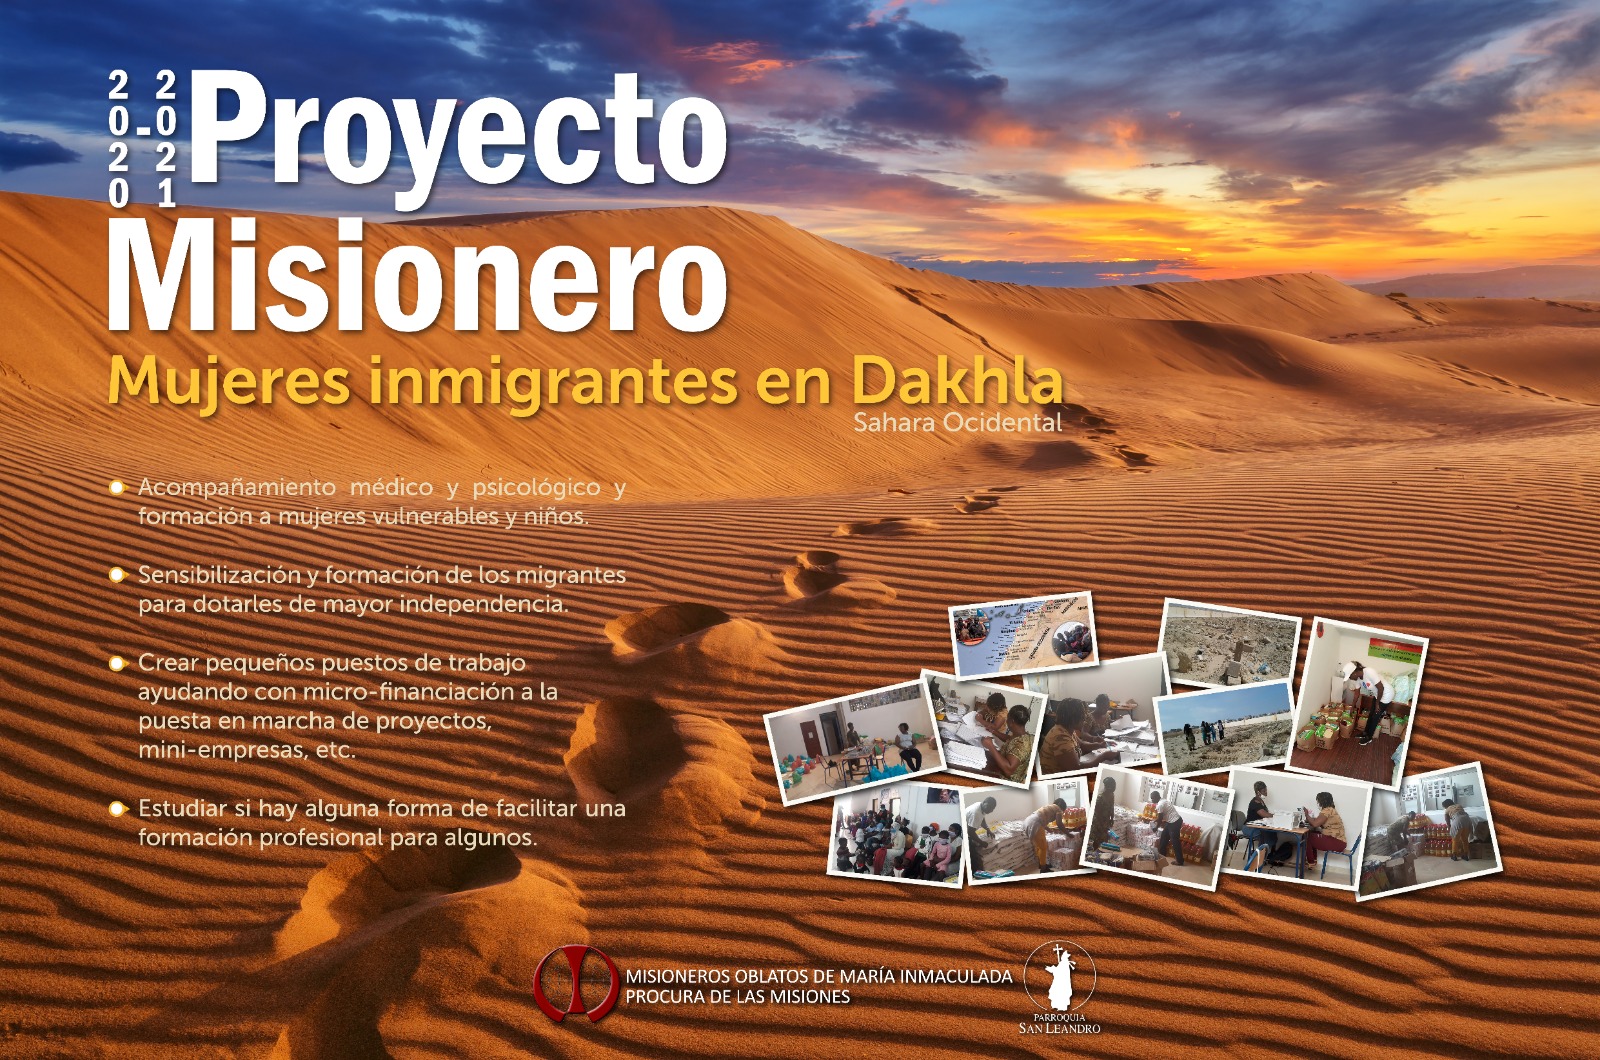 2020-2021 Proyecto
Misionero
Mujeres inmigrantes en Dakhla
Sahara Ocidental
Acompañamiento médico y psicológico y
formación a mujeres vulnerables y niños.
Sensibilización y formación de los migrantes
para dotarles de mayor independencia.
Crear pequeños puestos de trabajo
ayudando con micro-financiación a la
puesta en marcha de proyectos,
mini-empresas, etc.
Estudiar si hay alguna forma de facilitar una
formación profesional para algunos.
MISIONEROS OBLATOS DE MARÍA INMACULADA
PROCURA DE LAS MISIONES
PARROQUIA
SAN LEANDRO